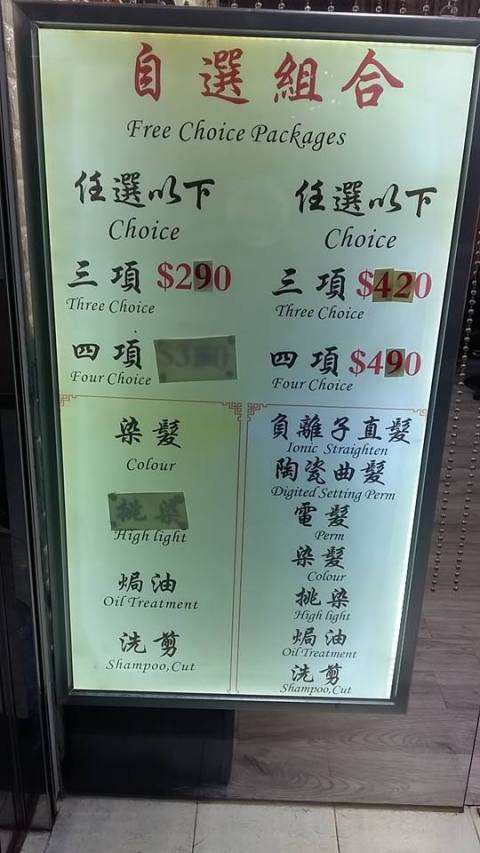 自選組合
Free Choice Packages
任選以下
Choice
三項 $290
Three Choice
四項
Four Choice
染髮
Colour
挑染
High light
焗油
Oil Treatment
洗剪
Shampoo,Cut
任選以下
Choice
三項 $420
Three Choice
四項 $490
Four Choice
負離子直髮
Ionic Straighten
陶瓷曲髮
Digited Setting Perm
電髮
Perm
染髮
Colour
挑染
High light
焗油
Oil Treatment
洗剪
Shampoo,Cut